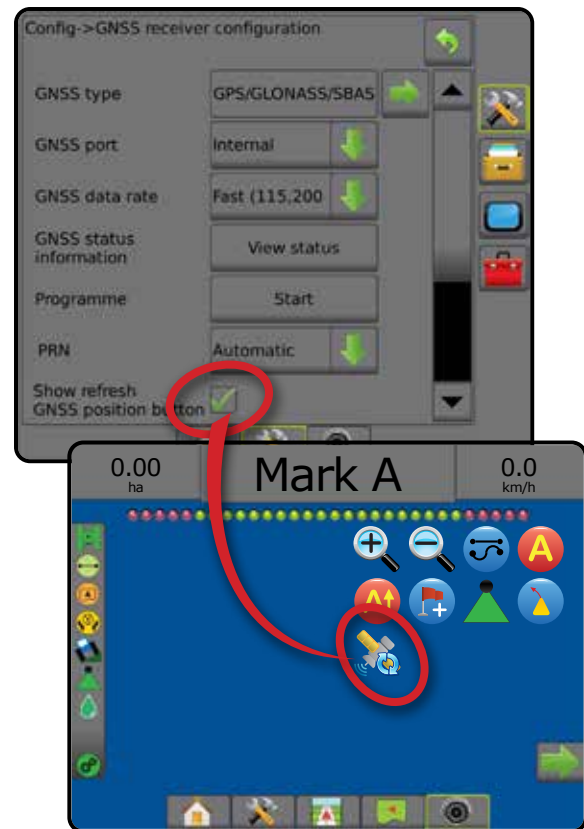 Config->GNSS receiver configuration
GNSS type GPS/GLONASS/SBAS
GNSS port Internal
GNSS data rate Fast (115,200
GNSS status
information View status
Programme Start
PRN Automatic
Show refresh
GNSS position button
0.00 Mark A 0.0
ha km/h
A
A